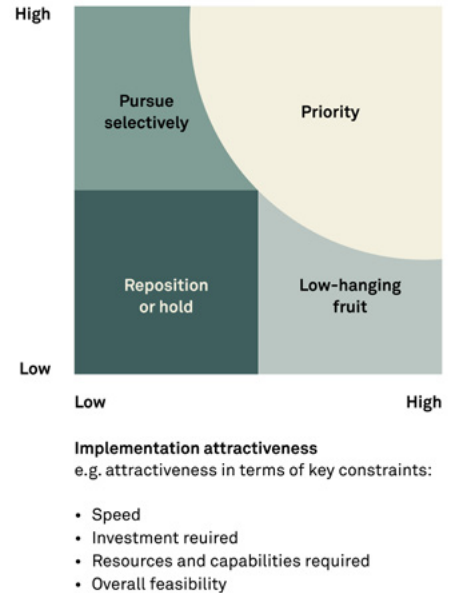 High
Pursue
selectively
Priority
Reposition
or hold
Low-hanging
fruit
Low
Low
High
Implementation attractiveness
e.g. attractiveness in terms of key constraints:
• Speed
• Investment reuired
• Resources and capabilities required
• Overall feasibility